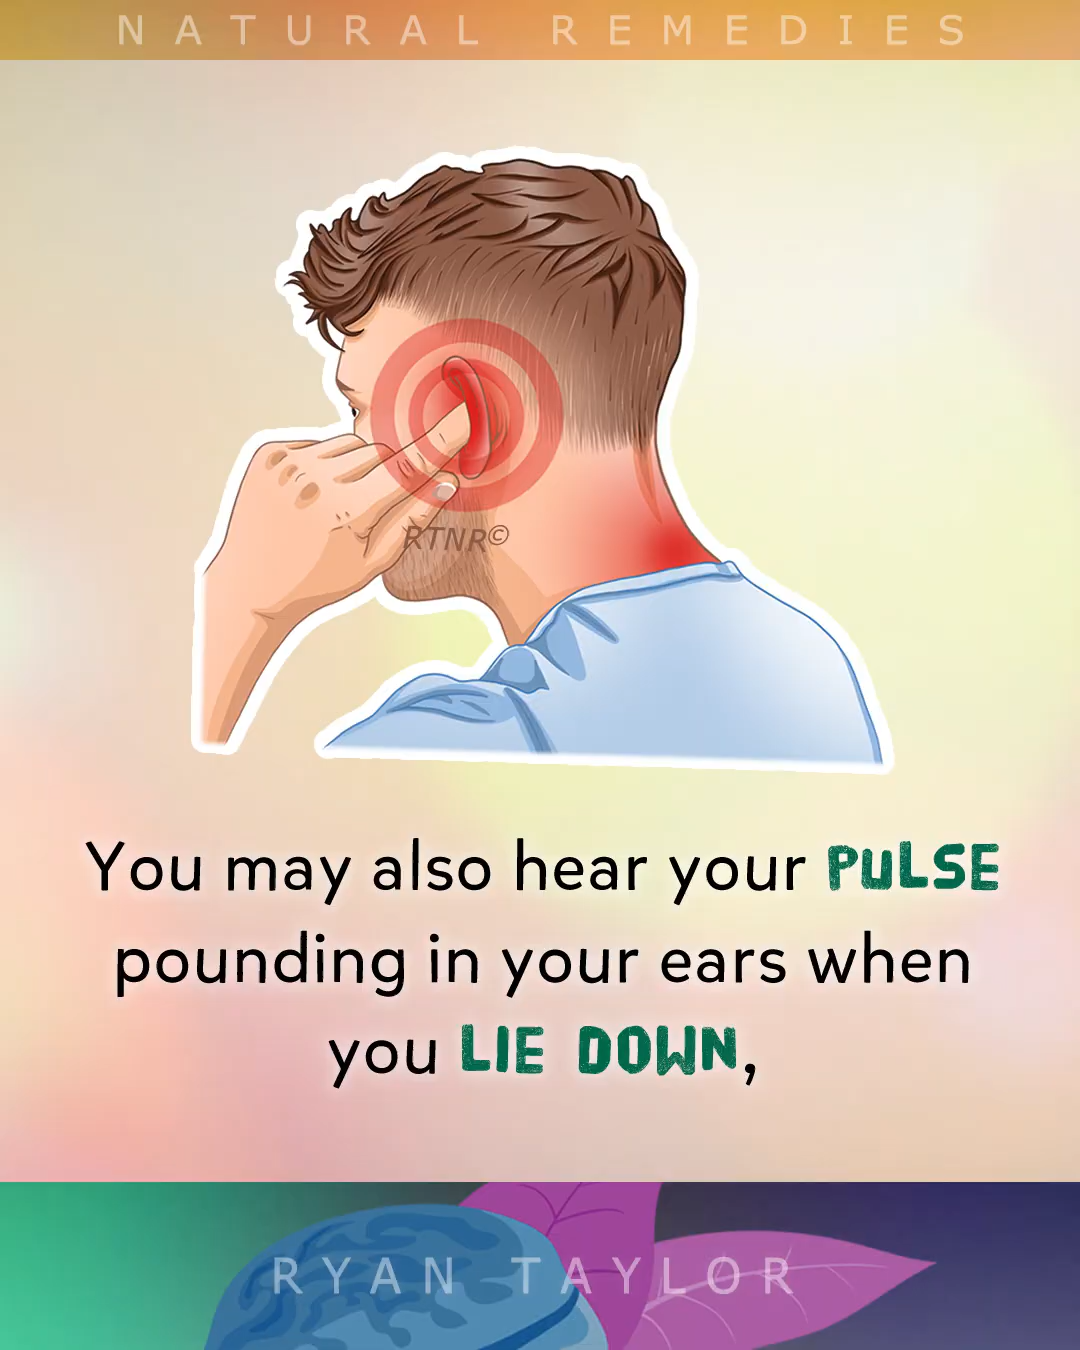 NATURAL REMEDIES
RTNR©
You may also hear your PULSE
pounding in your ears when
you LIE DOWN,
RYAN TAYLOR